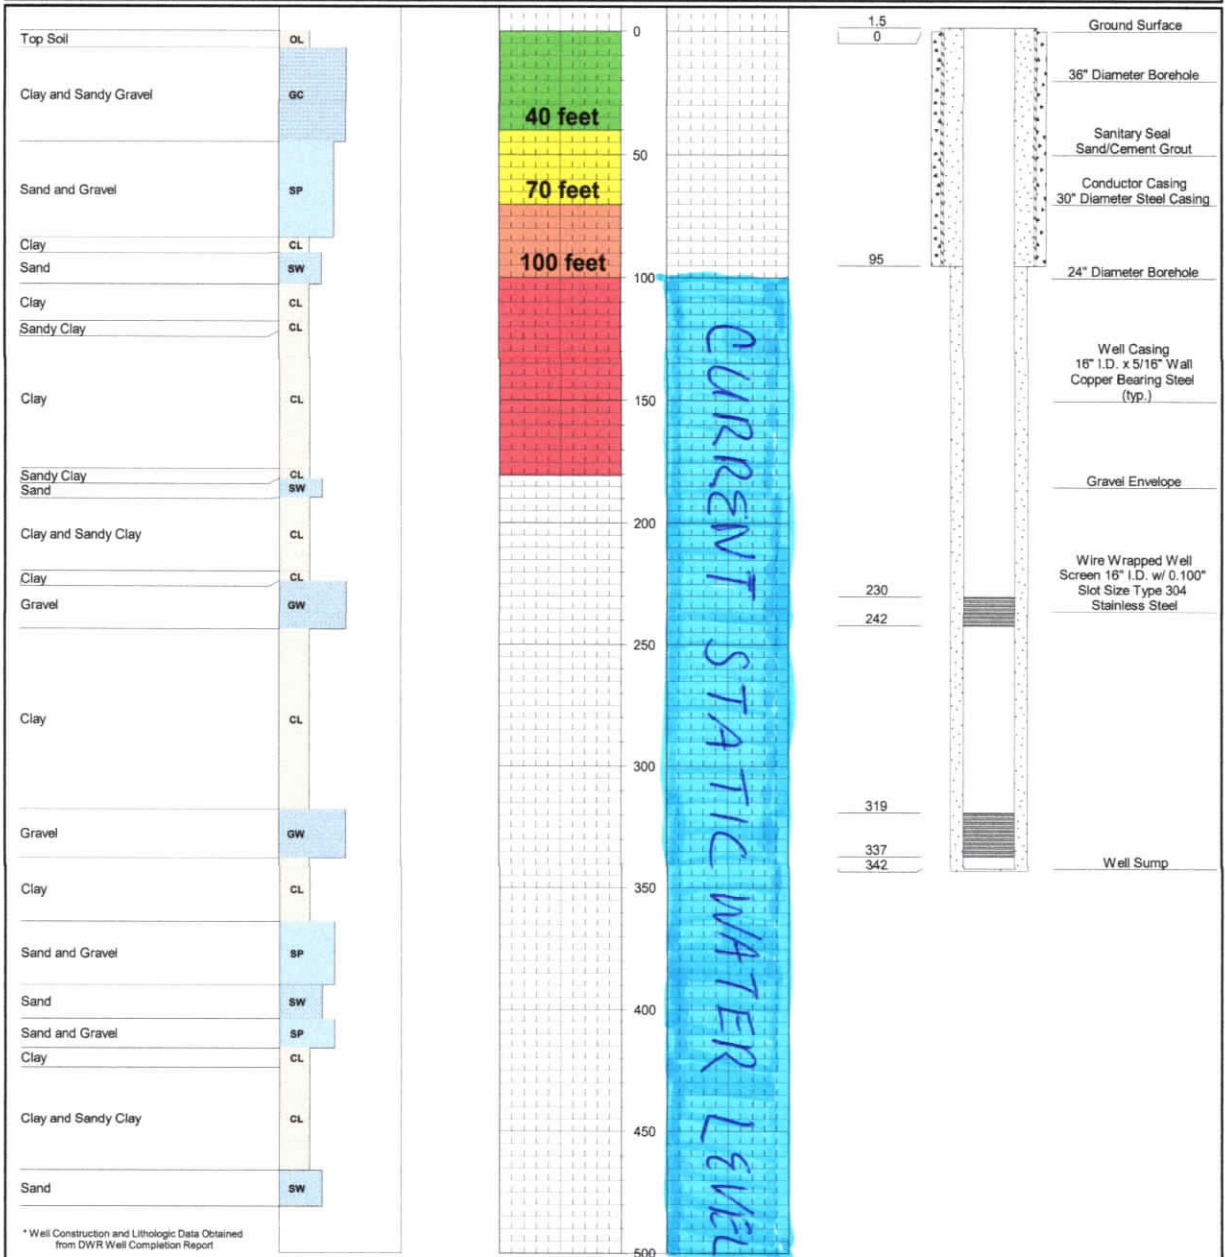 Top Soil
OL
Clay and Sandy Gravel
GC
Sand and Gravel
SP
Clay
CL
Sand
SW
Clay
CL
Sandy Clay
CL
Clay
CL
Sandy Clay
CL
Sand
SW
Clay and Sandy Clay
CL
Clay
CL
Gravel
GW
Clay
CL
Gravel
GW
Clay
CL
Sand and Gravel
SP
Sand
SW
Sand and Gravel
SP
Clay
CL
Clay and Sandy Clay
CL
Sand
SW
* Well Construction and Lithologic Data Obtained
from DWR Well Completion Report
40 feet
70 feet
100 feet
0
50
100
150
200
250
300
350
400
450
500
CURRENT STATIC WATER LEVEL
1.5
0
95
230
242
319
337
342
Ground Surface
36" Diameter Borehole
Sanitary Seal
Sand/Cement Grout
Conductor Casing
30" Diameter Steel Casing
24" Diameter Borehole
Well Casing
16" I.D. x 5/16" Wall
Copper Bearing Steel
(typ.)
Gravel Envelope
Wire Wrapped Well
Screen 16" I.D. w/ 0.100"
Slot Size Type 304
Stainless Steel
Well Sump